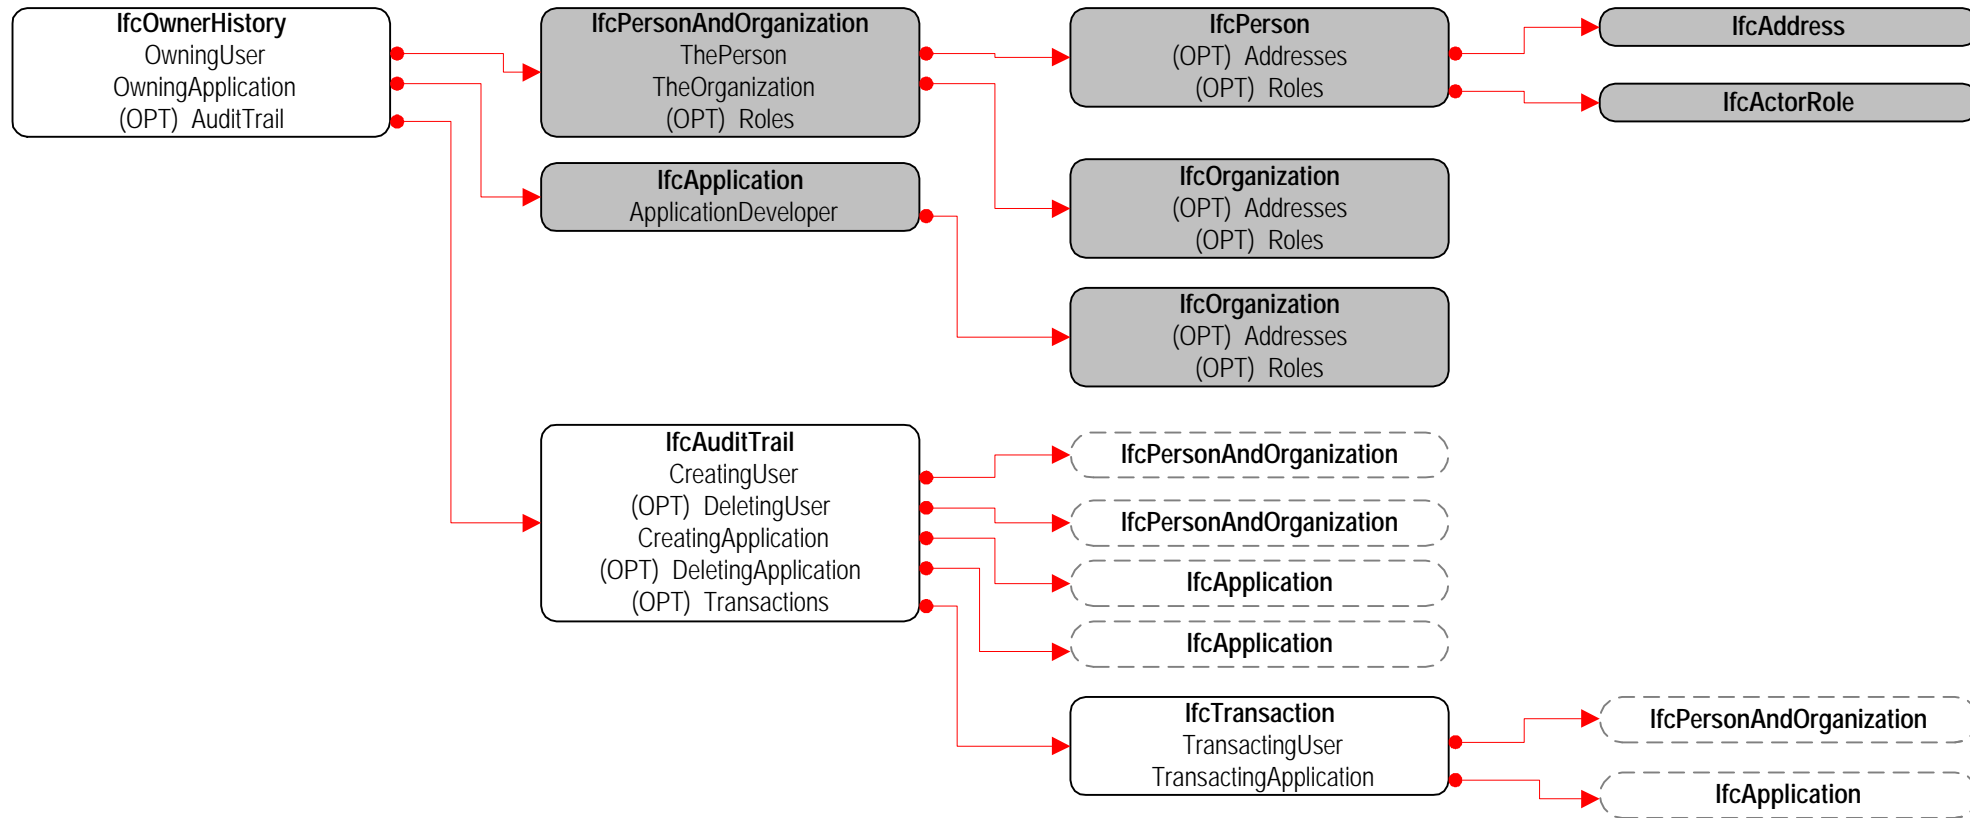 IfcOwnerHistory
OwningUser
OwningApplication
(OPT) AuditTrail
IfcPersonAndOrganization
ThePerson
TheOrganization
(OPT) Roles
IfcPerson
(OPT) Addresses
(OPT) Roles
IfcAddress
IfcActorRole
IfcApplication
ApplicationDeveloper
IfcOrganization
(OPT) Addresses
(OPT) Roles
IfcOrganization
(OPT) Addresses
(OPT) Roles
IfcAuditTrail
CreatingUser
(OPT) DeletingUser
CreatingApplication
(OPT) DeletingApplication
(OPT) Transactions
IfcPersonAndOrganization
IfcPersonAndOrganization
IfcApplication
IfcApplication
IfcTransaction
TransactingUser
TransactingApplication
IfcPersonAndOrganization
IfcApplication